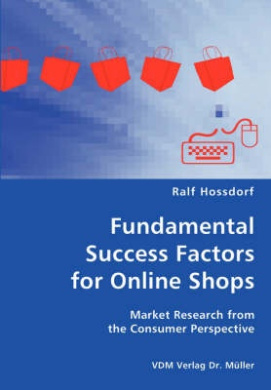 Ralf Hossdorf
Fundamental
Success Factors
for Online Shops
Market Research from
the Consumer Perspective
VDM Verlag Dr. Müller